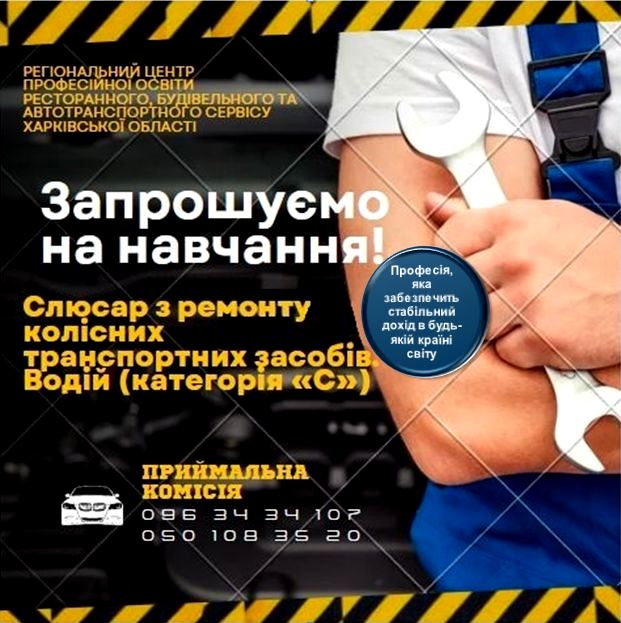 РЕГІОНАЛЬНИЙ ЦЕНТР
ПРОФЕСІЙНОЇ ОСВІТИ
РЕСТОРАННОГО, БУДІВЕЛЬНОГО ТА
АВТОТРАНСПОРТНОГО СЕРВІСУ
ХАРКІВСЬКОЇ ОБЛАСТІ
Запрошуємо
на навчання!
Професія,
яка
забезпечить
стабільний
дохід в будь-
якій країні
світу
Слюсар з ремонту
колісних
транспортних засобів.
Водій (категорія «С»)
ПРИЙМАЛЬНА
КОМІСІЯ
096 34 34 107
050 108 35 20